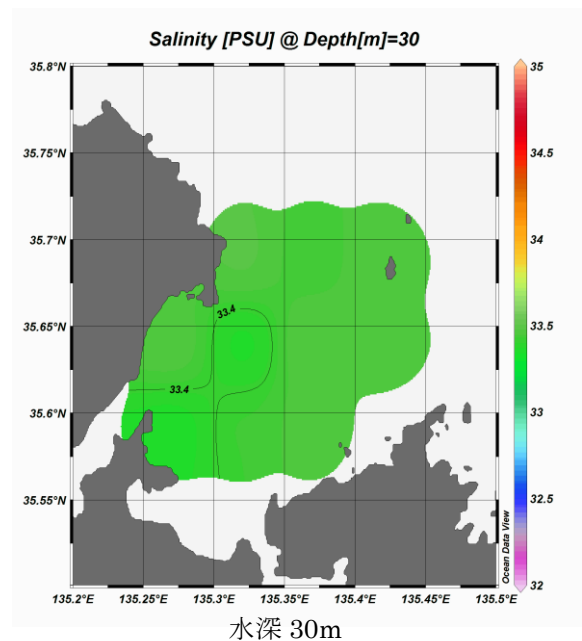 Salinity [PSU] @ Depth[m]=30
35.8°N
35.75°N
35.7°N
35.65°N
35.6°N
35.55°N
135.2°E
135.25°E
135.3°E
135.35°E
135.4°E
135.45°E
135.5°E
33.4
33.4
35
34.5
34
33.5
33
32.5
32
Ocean Data View
水深 30m